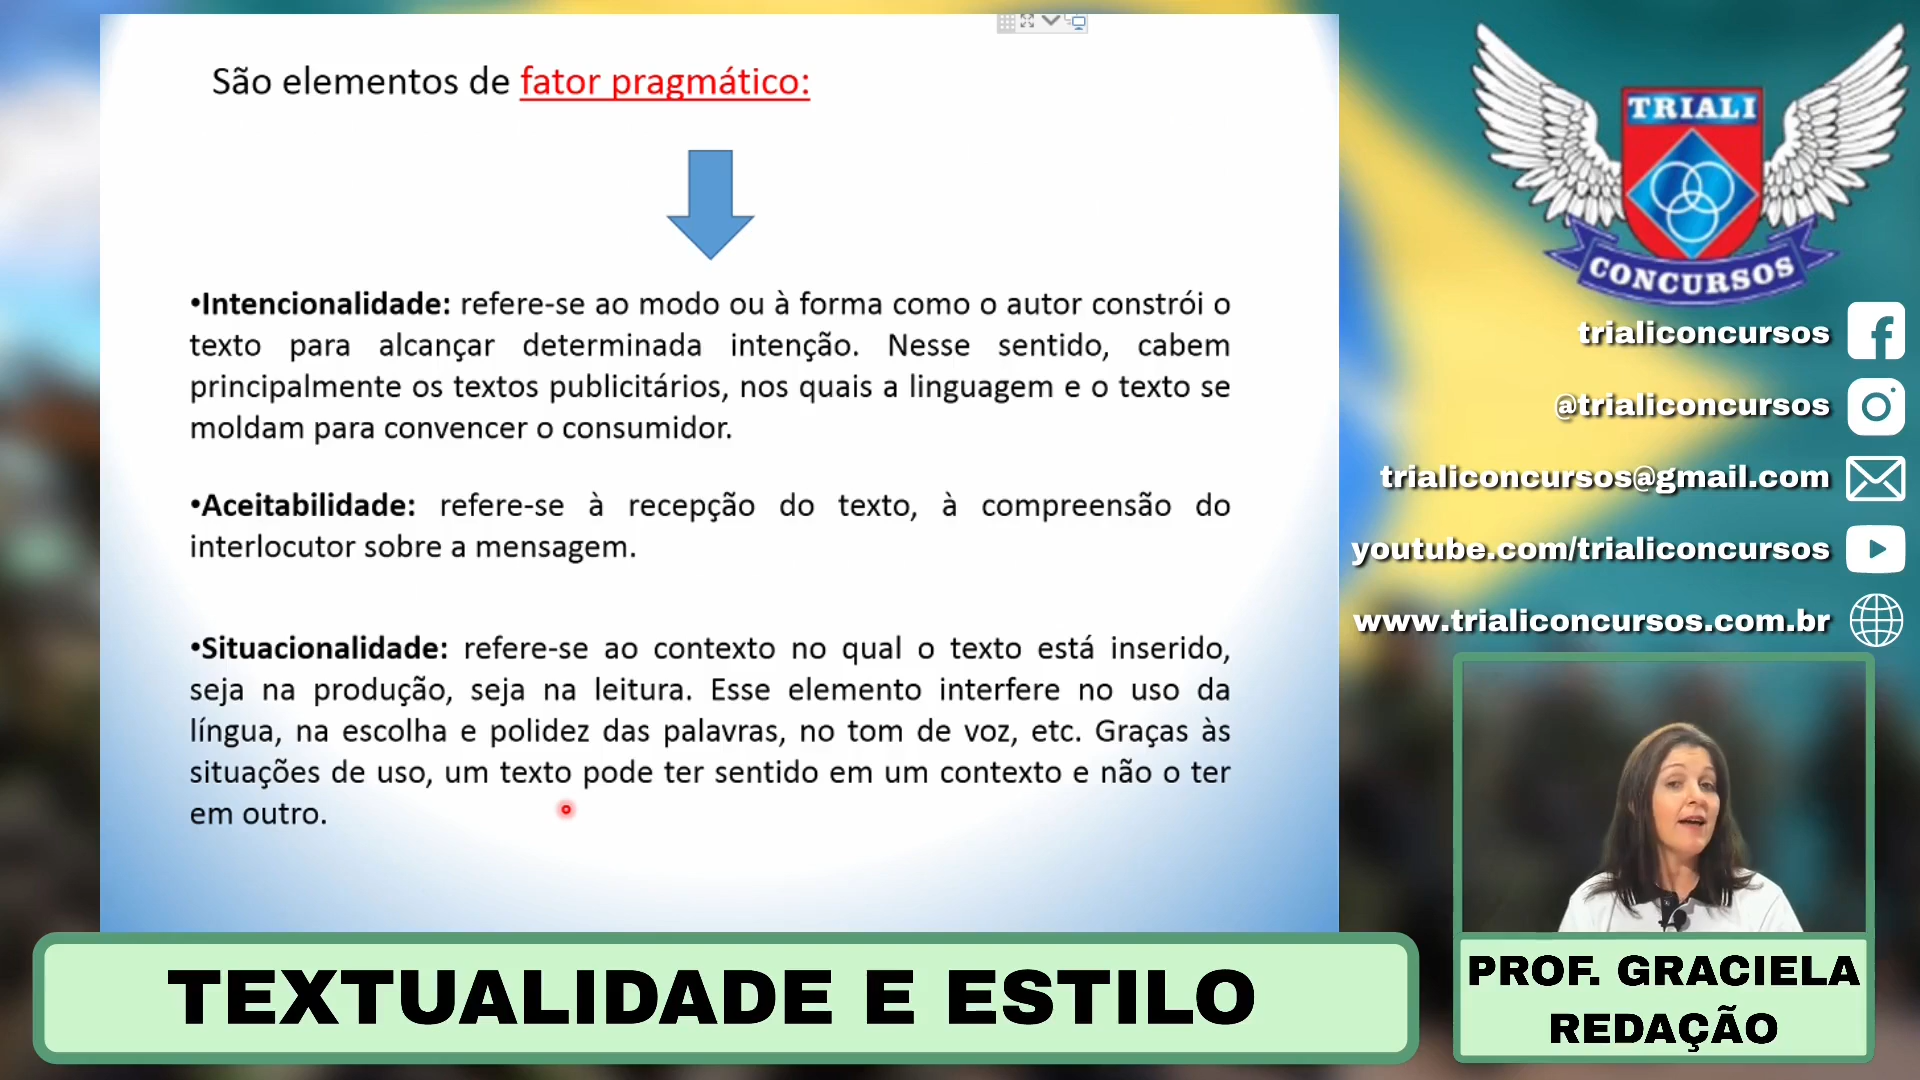 São elementos de fator pragmático:
•Intencionalidade: refere-se ao modo ou à forma como o autor constrói o
texto para alcançar determinada intenção. Nesse sentido, cabem
principalmente os textos publicitários, nos quais a linguagem e o texto se
moldam para convencer o consumidor.
•Aceitabilidade: refere-se à recepção do texto, à compreensão do
interlocutor sobre a mensagem.
•Situacionalidade: refere-se ao contexto no qual o texto está inserido,
seja na produção, seja na leitura. Esse elemento interfere no uso da
língua, na escolha e polidez das palavras, no tom de voz, etc. Graças às
situações de uso, um texto pode ter sentido em um contexto e não o ter
em outro.
TEXTUALIDADE E ESTILO
TRIALI
CONCURSOS
trialiconcursos
@trialiconcursos
trialiconcursos@gmail.com
youtube.com/trialiconcursos
www.trialiconcursos.com.br
PROF. GRACIELA
REDAÇÃO